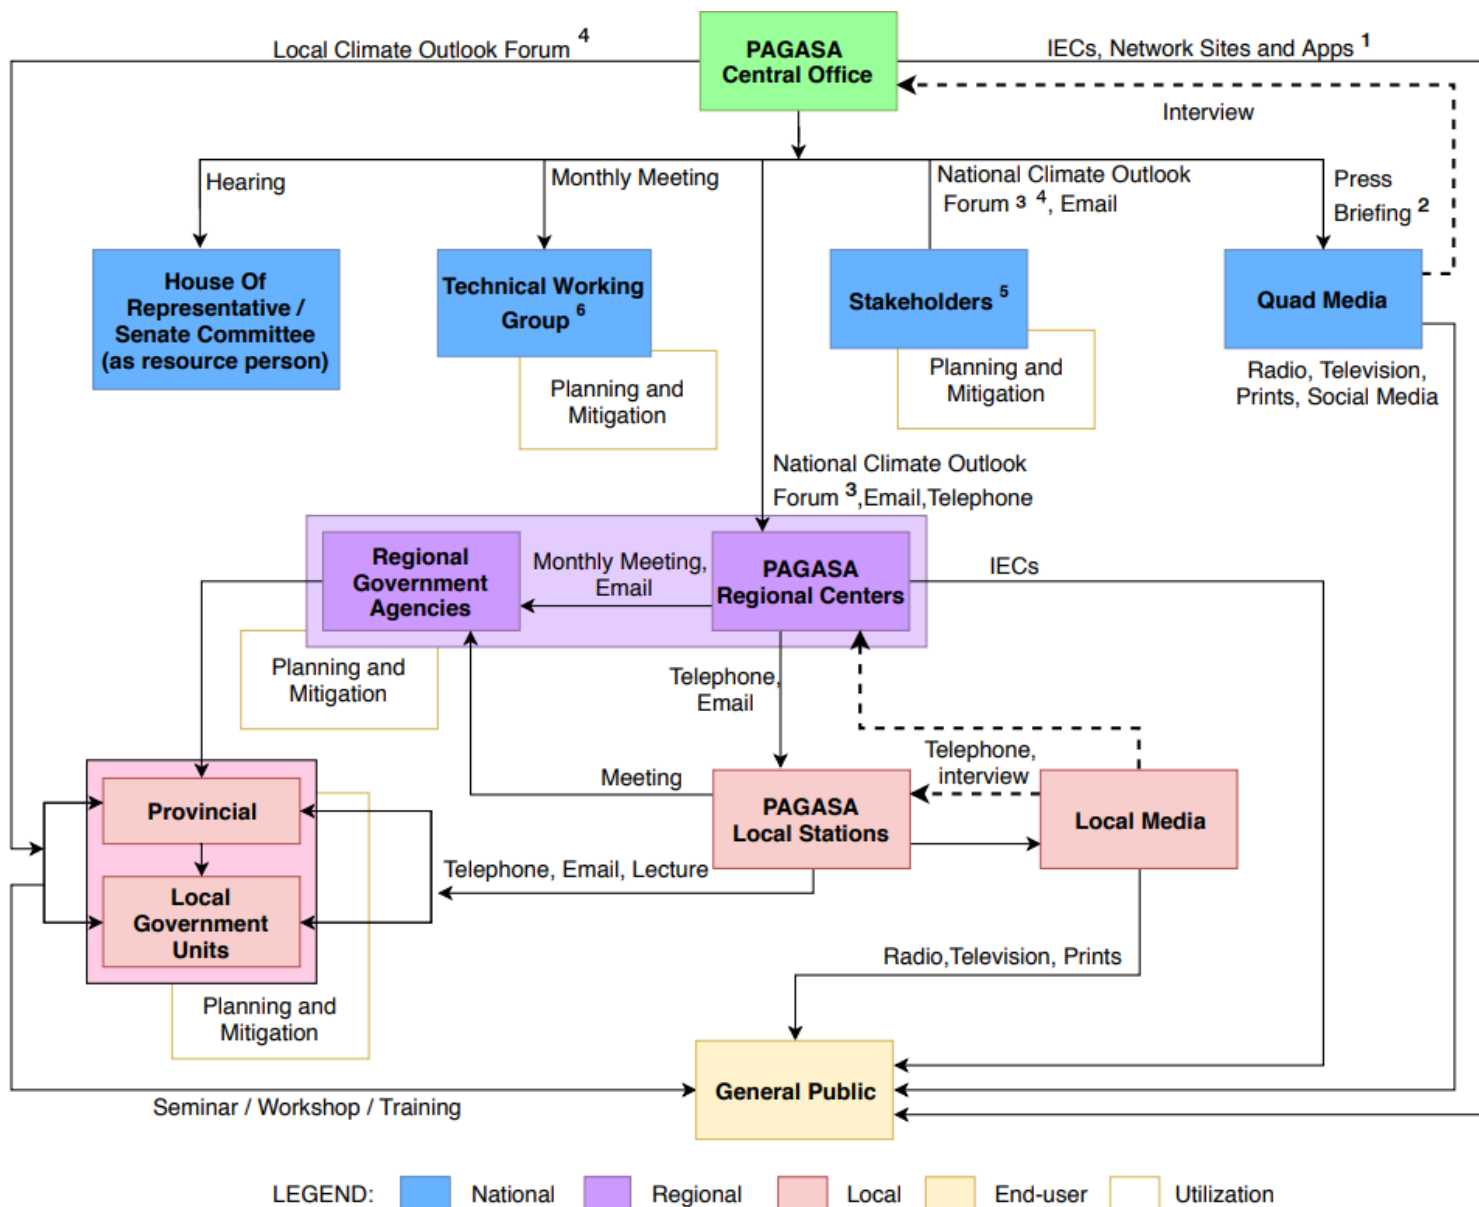 Local Climate Outlook Forum 4
PAGASA
Central Office
IECs, Network Sites and Apps 1
Interview
Hearing
Monthly Meeting
National Climate Outlook
Forum 3 4, Email
Press
Briefing 2
House Of
Representative /
Senate Committee
(as resource person)
Technical Working
Group 6
Stakeholders 5
Quad Media
Planning and
Mitigation
Planning and
Mitigation
Radio, Television,
Prints, Social Media
National Climate Outlook
Forum 3,Email,Telephone
Regional
Government
Agencies
Monthly Meeting,
Email
PAGASA
Regional Centers
IECs
Planning and
Mitigation
Telephone,
Email
Telephone,
interview
Meeting
Provincial
PAGASA
Local Stations
Local Media
Telephone, Email, Lecture
Local
Government
Units
Radio,Television, Prints
Planning and
Mitigation
General Public
Seminar / Workshop / Training
LEGEND:
National
Regional
Local
End-user
Utilization